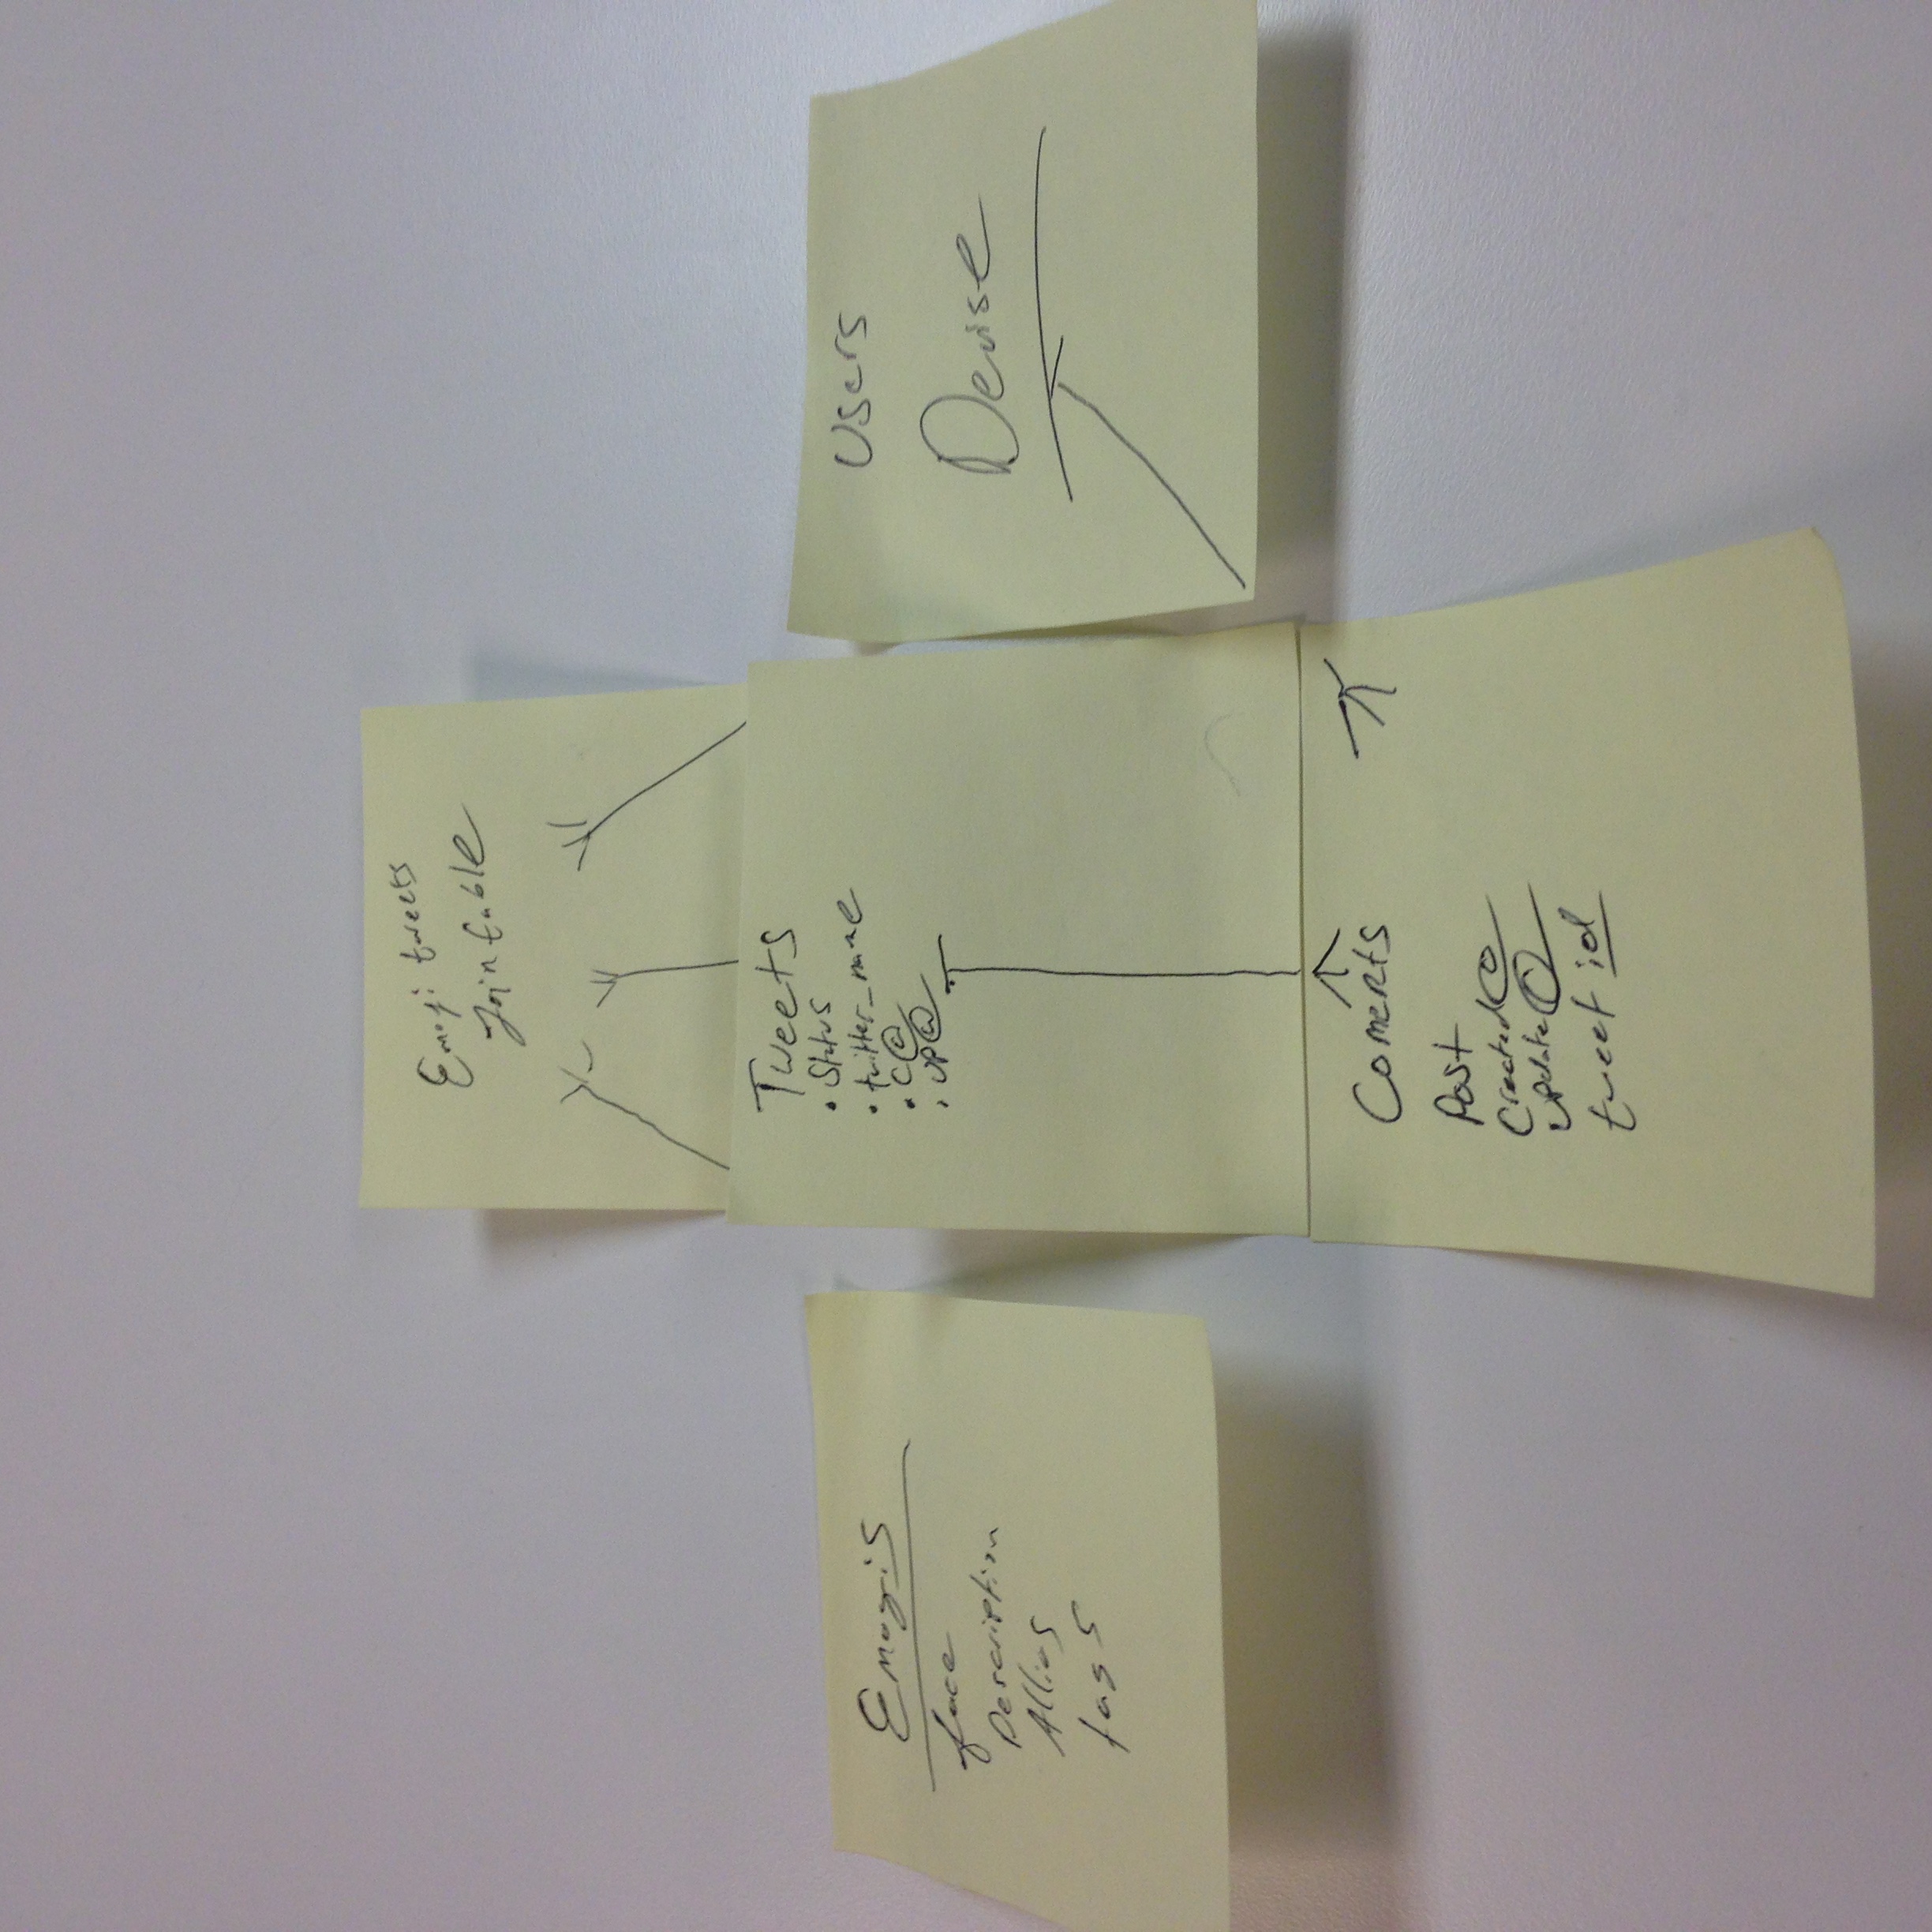 Emoji tweets
Join table
Tweets
• Status
• twitter_name
• C@
• UP@
Emojis
face
Description
Allias
tags
Users
Devise
Coments
Post
Created@
update@
tweet id